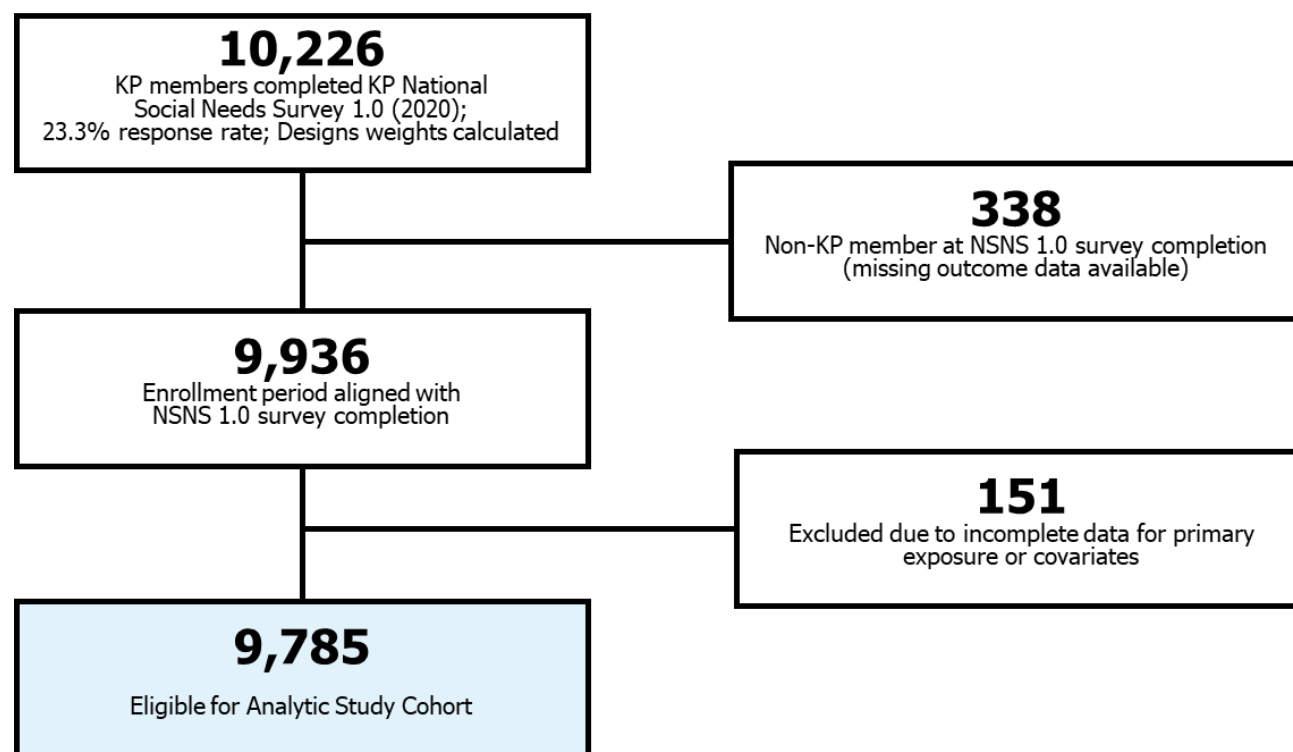 10,226
KP members completed KP National
Social Needs Survey 1.0 (2020);
23.3% response rate; Designs weights calculated
338
Non-KP member at NSNS 1.0 survey completion
(missing outcome data available)
9,936
Enrollment period aligned with
NSNS 1.0 survey completion
151
Excluded due to incomplete data for primary
exposure or covariates
9,785
Eligible for Analytic Study Cohort